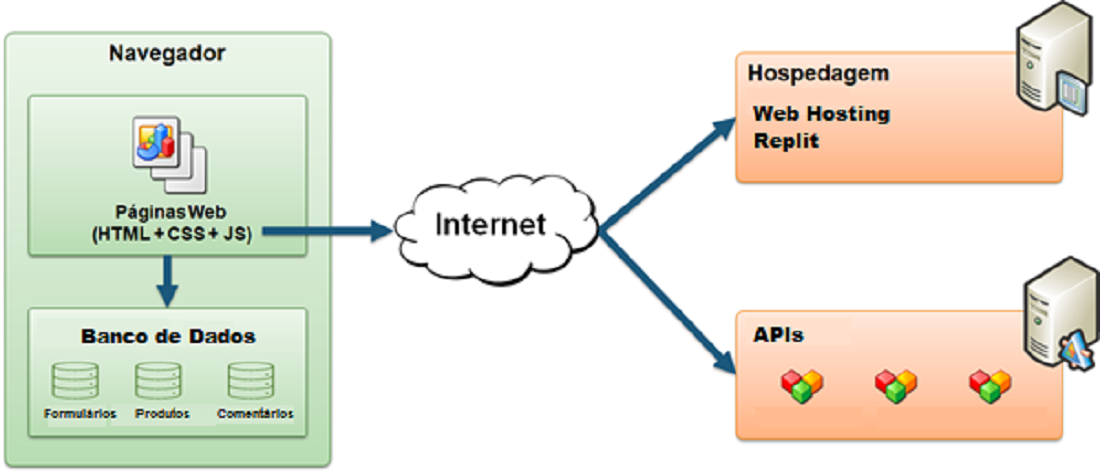 Navegador
Páginas Web
(HTML + CSS + JS)
Banco de Dados
Formulários
Produtos
Comentários
Internet
Hospedagem
Web Hosting
Replit
APIs